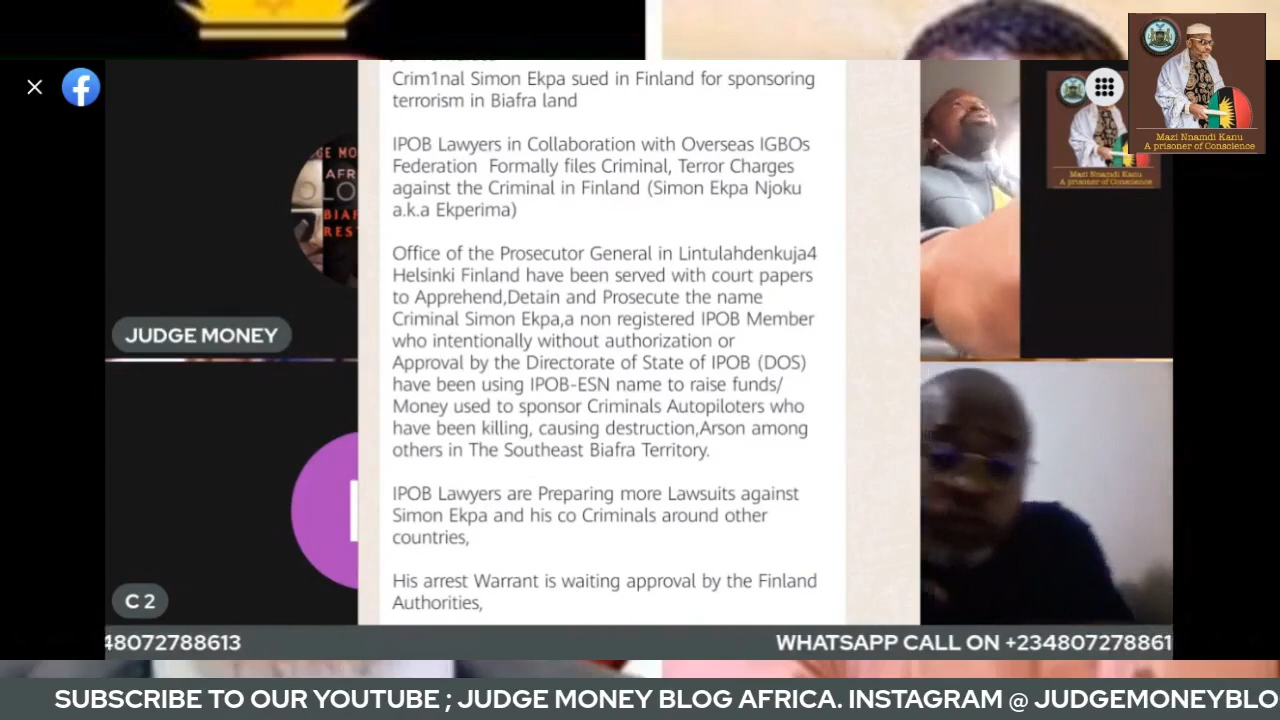 Crim1nal Simon Ekpa sued in Finland for sponsoring
terrorism in Biafra land
IPOB Lawyers in Collaboration with Overseas IGBOs
Federation Formally files Criminal, Terror Charges
against the Criminal in Finland (Simon Ekpa Njoku
a.k.a Ekperima)
Office of the Prosecutor General in Lintulahdenkuja4
Helsinki Finland have been served with court papers
to Apprehend,Detain and Prosecute the name
Criminal Simon Ekpa,a non registered IPOB Member
who intentionally without authorization or
Approval by the Directorate of State of IPOB (DOS)
have been using IPOB-ESN name to raise funds/
Money used to sponsor Criminals Autopiloters who
have been killing, causing destruction,Arson among
others in The Southeast Biafra Territory.
IPOB Lawyers are Preparing more Lawsuits against
Simon Ekpa and his co Criminals around other
countries,
His arrest Warrant is waiting approval by the Finland
Authorities,
JUDGE MONEY
C 2
Mazi Nnamdi Kanu
A prisoner of Conscience
Mazi Nnamdi Kanu
A prisoner of Conscience
48072788613
WHATSAPP CALL ON +234807278861
SUBSCRIBE TO OUR YOUTUBE ; JUDGE MONEY BLOG AFRICA. INSTAGRAM @ JUDGEMONEYBLO